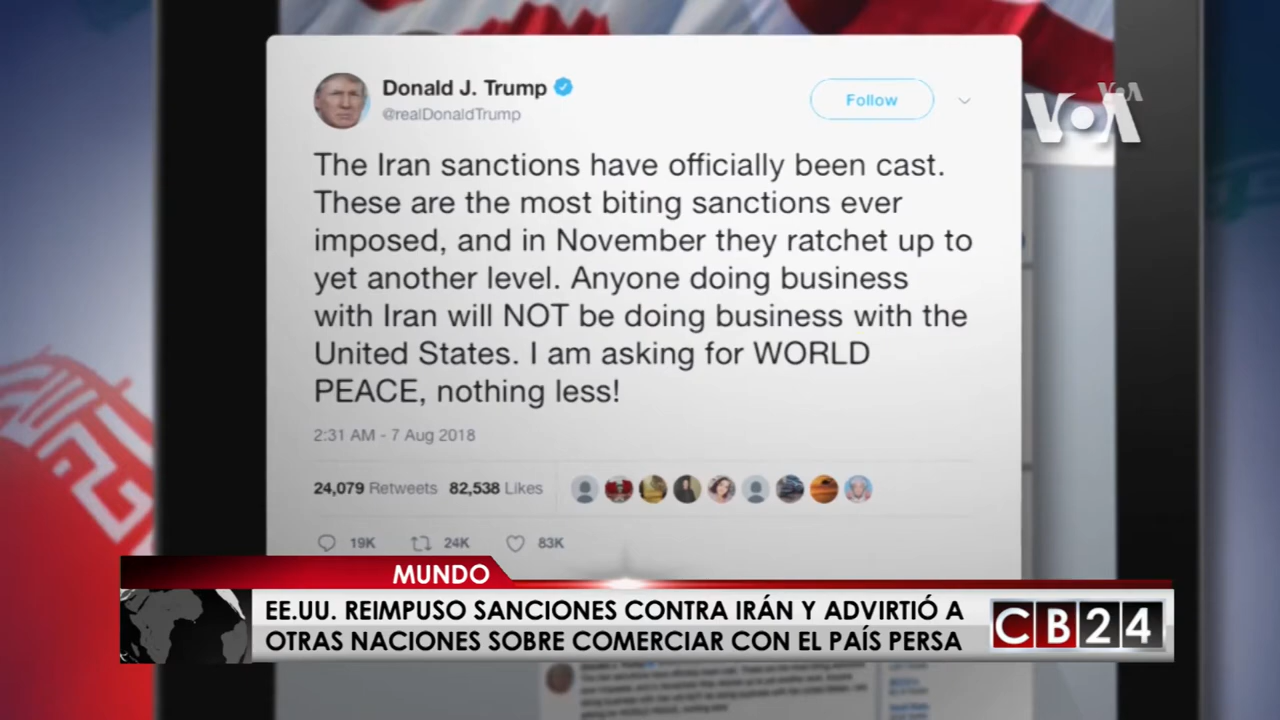 Donald J. Trump
@realDonaldTrump
Follow
VOA
VOA
The Iran sanctions have officially been cast.
These are the most biting sanctions ever
imposed, and in November they ratchet up to
yet another level. Anyone doing business
with Iran will NOT be doing business with the
United States. I am asking for WORLD
PEACE, nothing less!
2:31 AM - 7 Aug 2018
24,079 Retweets 82,538 Likes
19K 24K 83K
MUNDO
EE.UU. REIMPUSO SANCIONES CONTRA IRÁN Y ADVIRTIÓ A
OTRAS NACIONES SOBRE COMERCIAR CON EL PAÍS PERSA
CB24